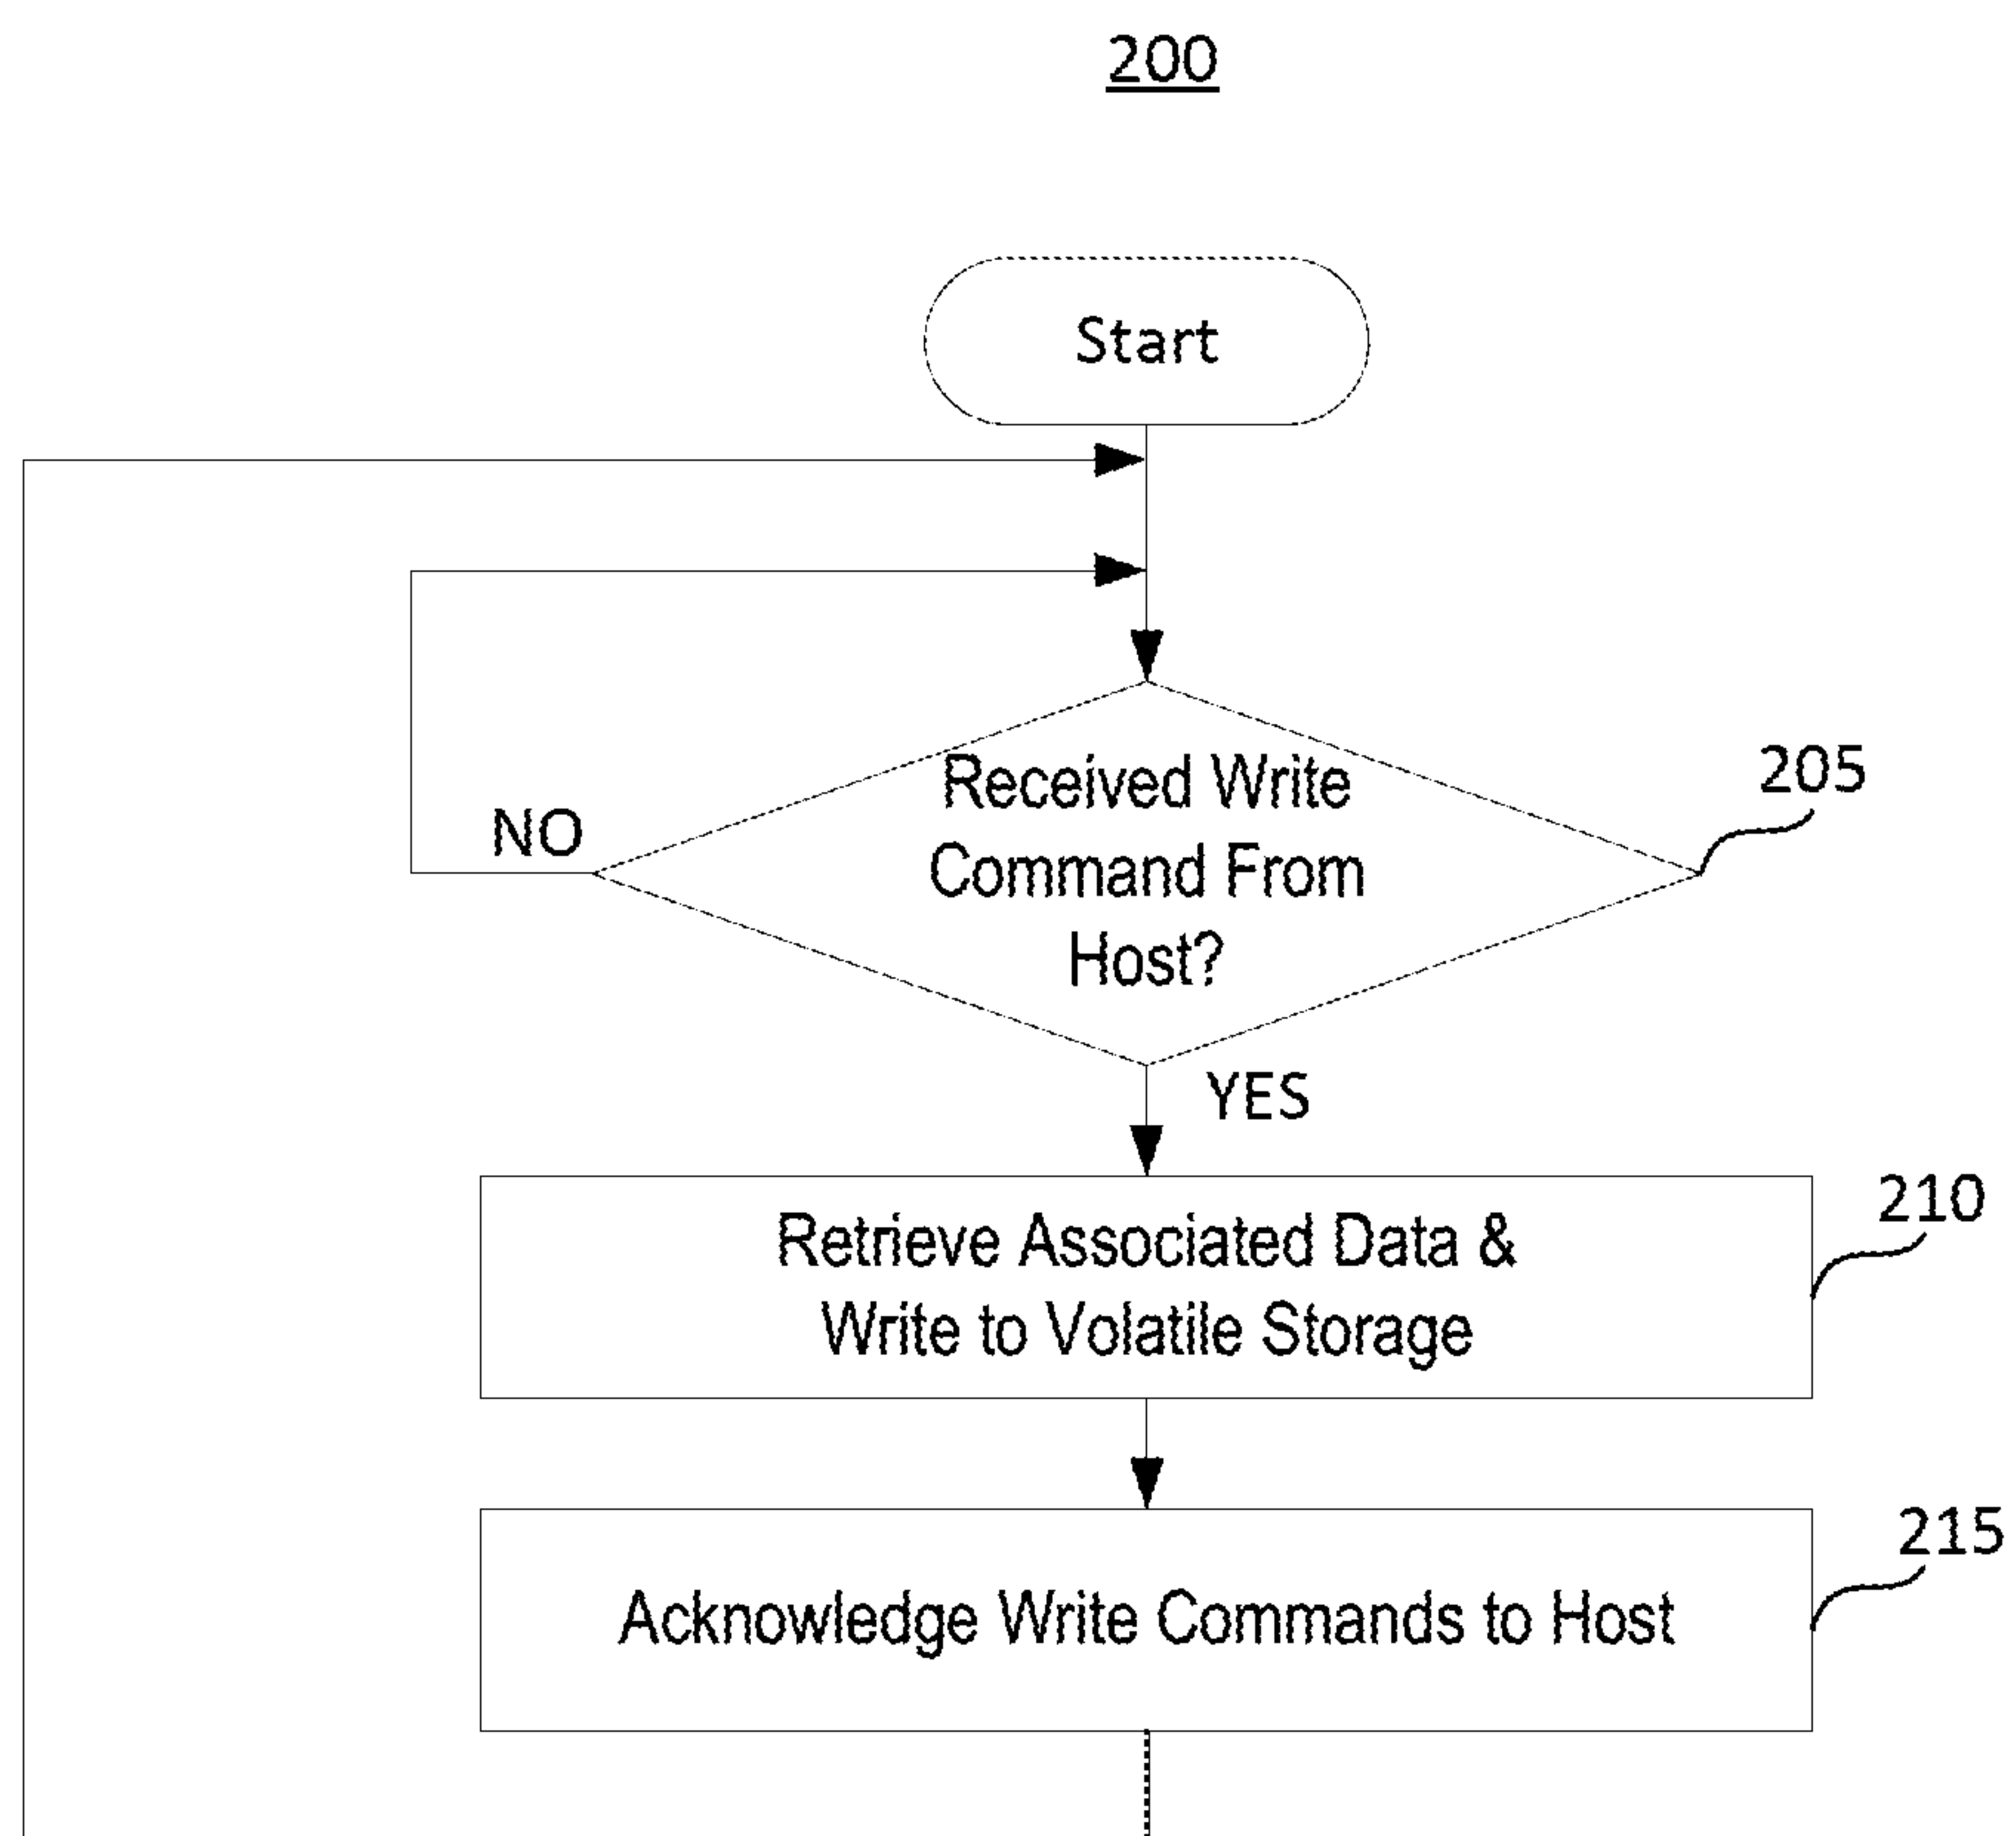 200
Start
Received Write
Command From
Host?
205
NO
YES
Retrieve Associated Data &
Write to Volatile Storage
210
Acknowledge Write Commands to Host
215